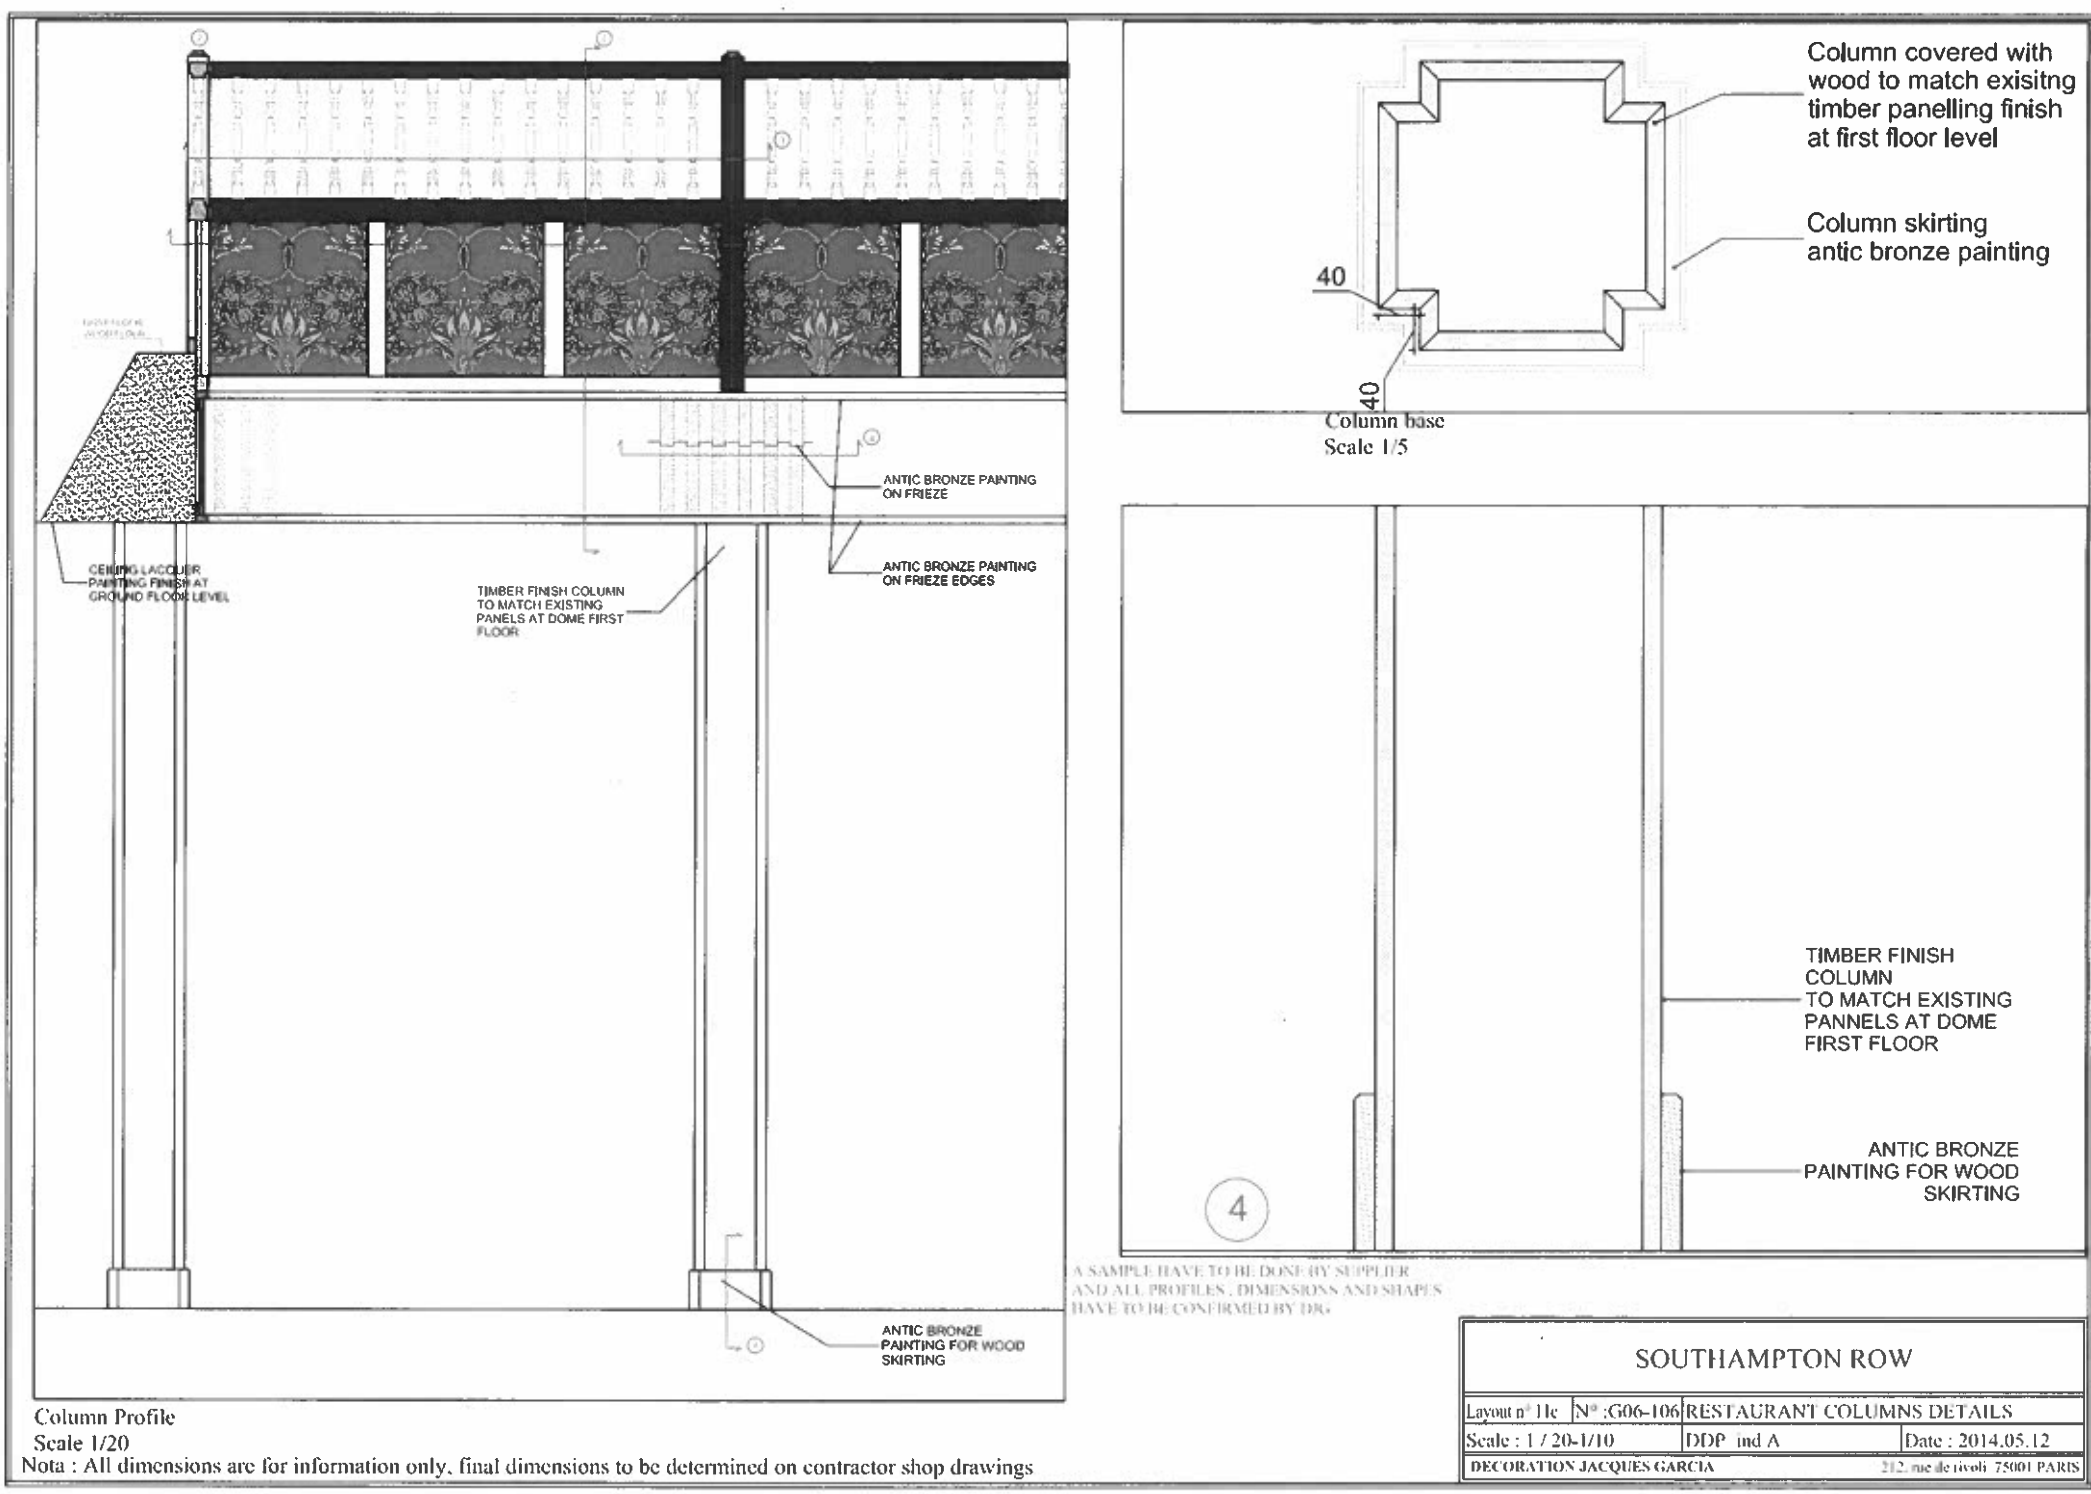 Column covered with
wood to match exisitng
timber panelling finish
at first floor level
Column skirting
antic bronze painting
40
40
Column base
Scale 1/5
ANTIC BRONZE PAINTING
ON FRIEZE
ANTIC BRONZE PAINTING
ON FRIEZE EDGES
CEILING LACQUER
PAINTING FINISH AT
GROUND FLOOR LEVEL
TIMBER FINISH COLUMN
TO MATCH EXISTING
PANELS AT DOME FIRST
FLOOR
TIMBER FINISH
COLUMN
TO MATCH EXISTING
PANNELS AT DOME
FIRST FLOOR
ANTIC BRONZE
PAINTING FOR WOOD
SKIRTING
4
A SAMPLE HAVE TO BE DONE BY SUPPLIER
AND ALL PROFILES , DIMENSIONS AND SHAPES
HAVE TO BE CONFIRMED BY DJG
ANTIC BRONZE
PAINTING FOR WOOD
SKIRTING
Column Profile
Scale 1/20
Nota : All dimensions are for information only, final dimensions to be determined on contractor shop drawings
SOUTHAMPTON ROW
Layout n° 11c N° :G06-106 RESTAURANT COLUMNS DETAILS
Scale : 1 / 20-1/10 DDP ind A Date : 2014.05.12
DECORATION JACQUES GARCIA 212, rue de rivoli 75001 PARIS